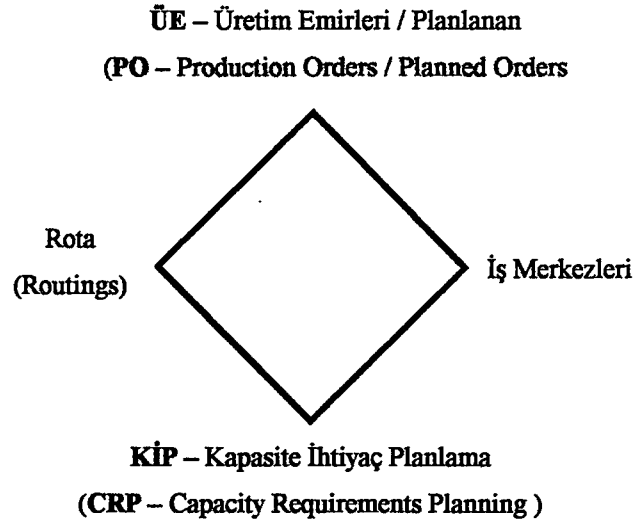 ÜE – Üretim Emirleri / Planlanan
(PO – Production Orders / Planned Orders
Rota
(Routings)
İş Merkezleri
KİP – Kapasite İhtiyaç Planlama
(CRP – Capacity Requirements Planning )